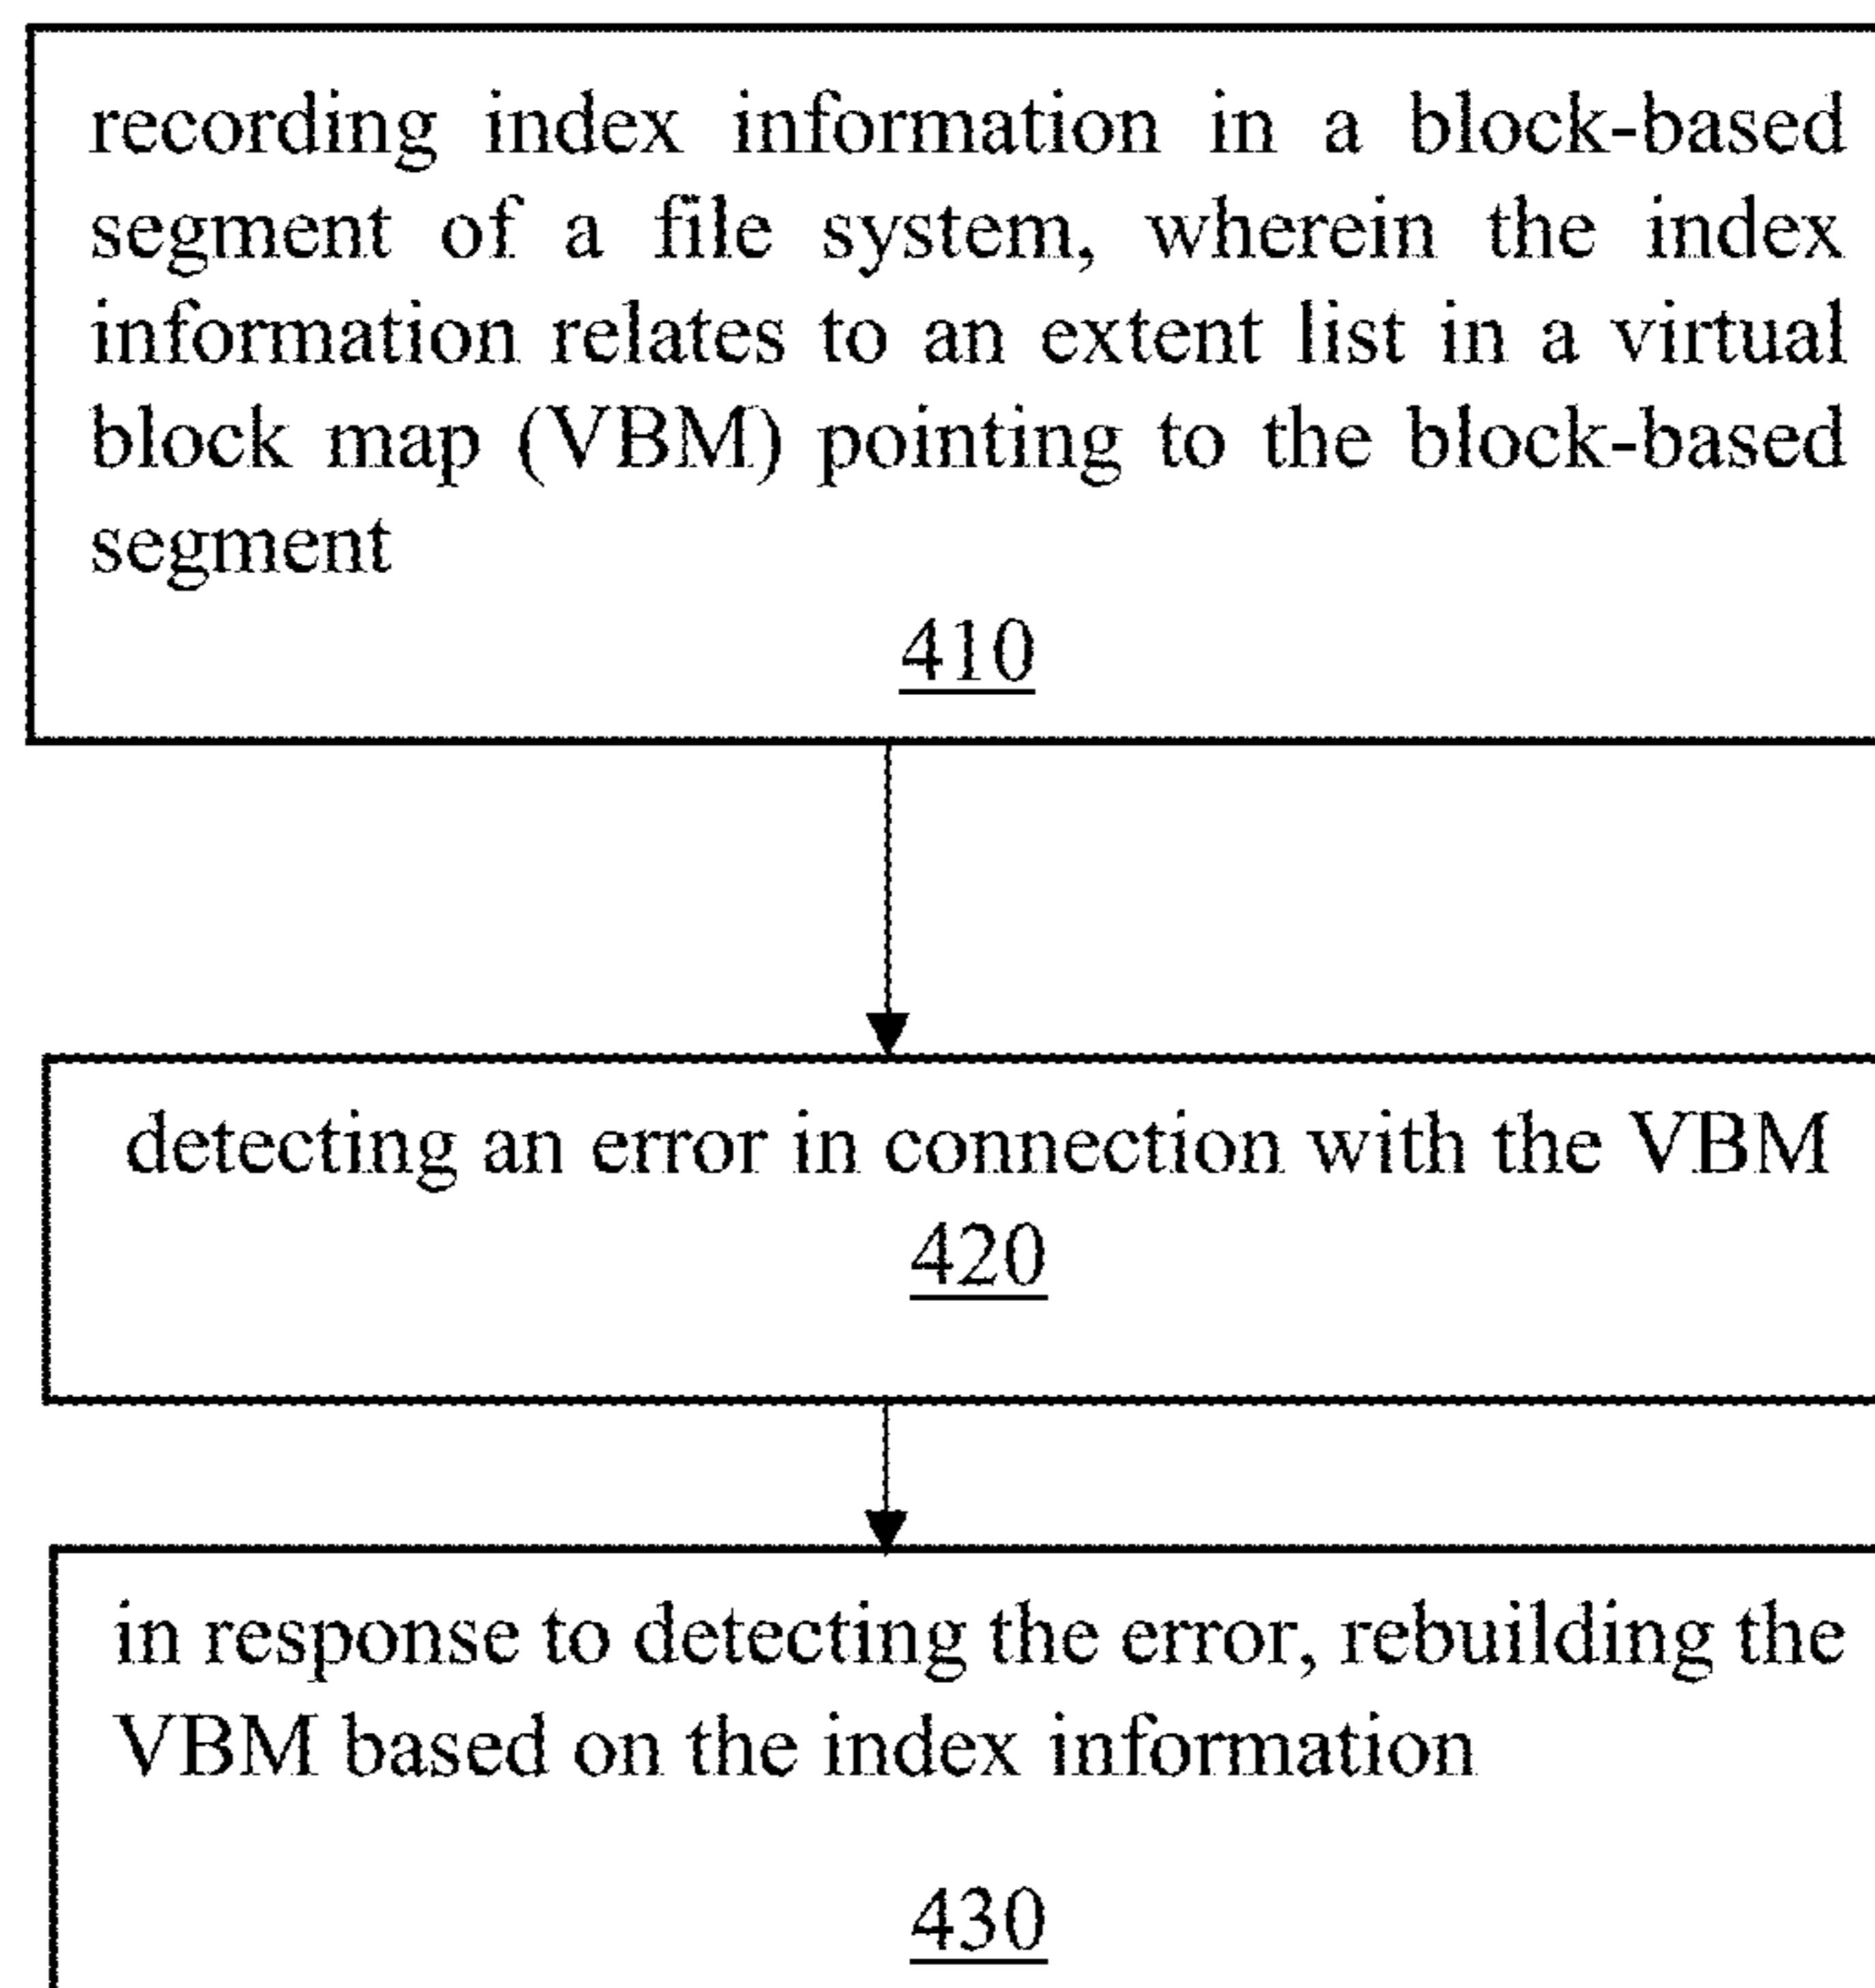 recording index information in a block-based
segment of a file system, wherein the index
information relates to an extent list in a virtual
block map (VBM) pointing to the block-based
segment
410
detecting an error in connection with the VBM
420
in response to detecting the error, rebuilding the
VBM based on the index information
430